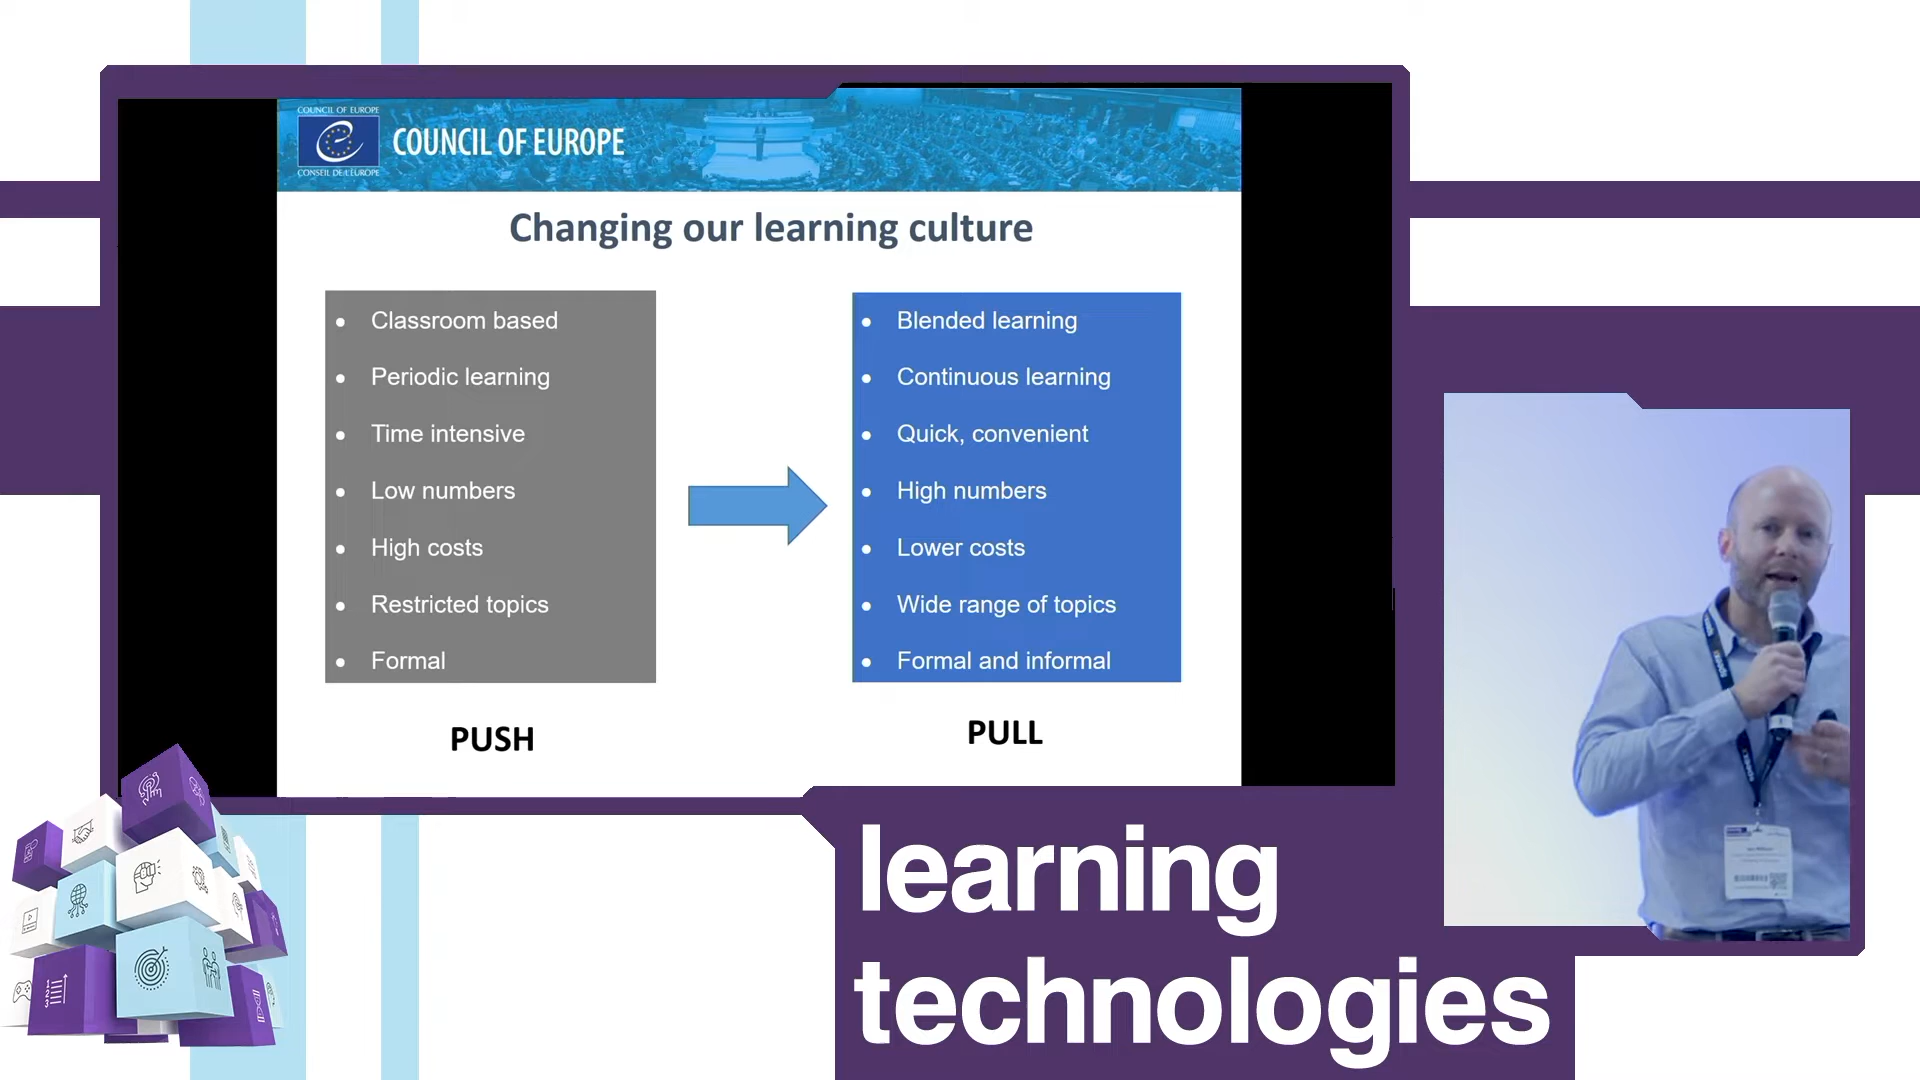 COUNCIL OF EUROPE
COUNCIL OF EUROPE
CONSEIL DE L'EUROPE
Changing our learning culture
• Classroom based
• Periodic learning
• Time intensive
• Low numbers
• High costs
• Restricted topics
• Formal
PUSH
• Blended learning
• Continuous learning
• Quick, convenient
• High numbers
• Lower costs
• Wide range of topics
• Formal and informal
PULL
learning
technologies